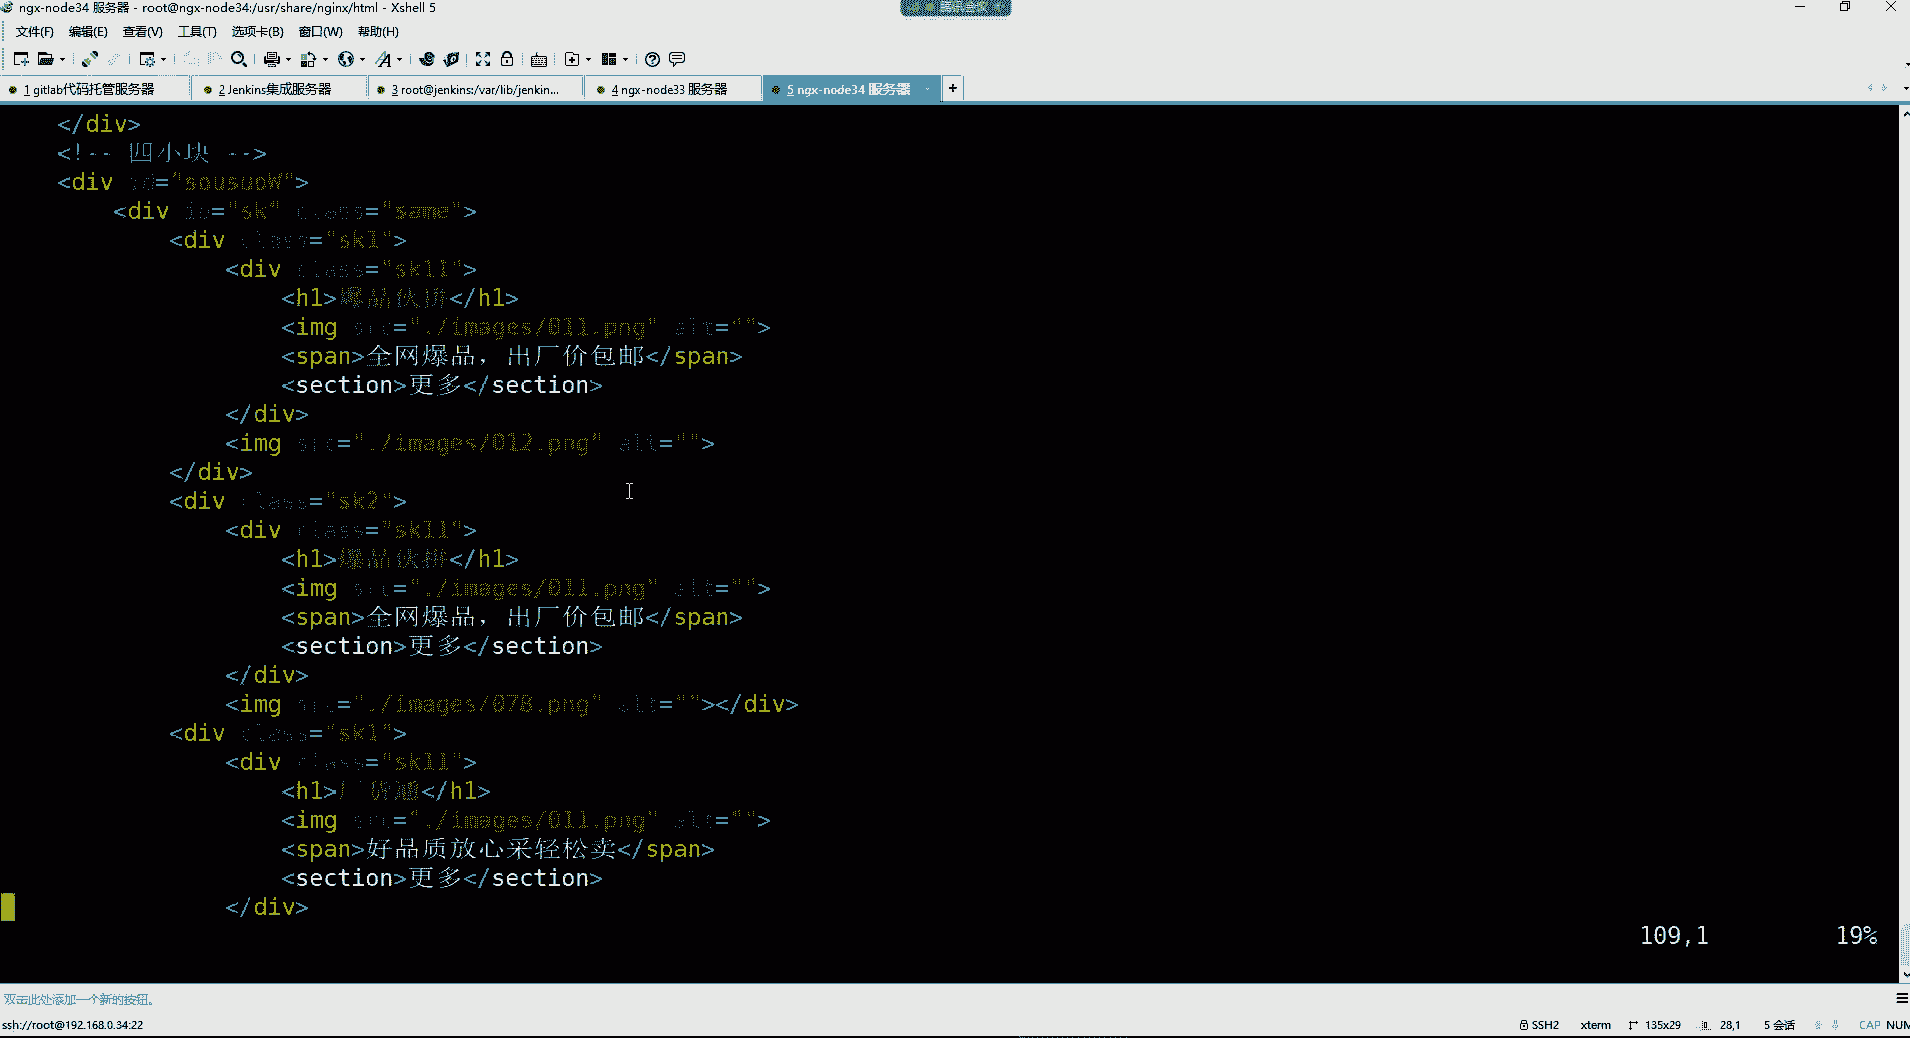 ngx-node34 服务器 - root@ngx-node34:/usr/share/nginx/html - Xshell 5
文件(F) 编辑(E) 查看(V) 工具(T) 选项卡(B) 窗口(W) 帮助(H)
1 gitlab代码托管服务器 2 Jenkins集成服务器 3 root@jenkins:/var/lib/jenkin... 4 ngx-node33 服务器 5 ngx-node34 服务器 +
</div>
<!-- 四小块 -->
<div id="sousuoW">
<div id="sk" class="same">
<div class="sk1">
<div class="sk11">
<h1>爆品伙拼</h1>
<img src="./images/011.png" alt="">
<span>全网爆品，出厂价包邮</span>
<section>更多</section>
</div>
<img src="./images/012.png" alt="">
</div>
<div class="sk2">
<div class="sk11">
<h1>爆品伙拼</h1>
<img src="./images/011.png" alt="">
<span>全网爆品，出厂价包邮</span>
<section>更多</section>
</div>
<img src="./images/078.png" alt=""></div>
<div class="sk1">
<div class="sk11">
<h1>厂货通</h1>
<img src="./images/011.png" alt="">
<span>好品质放心采轻松卖</span>
<section>更多</section>
</div>
109,1 19%
双击此处添加一个新的按钮。
ssh://root@192.168.0.34:22 SSH2 xterm 135x29 28,1 5 会话 CAP NUM